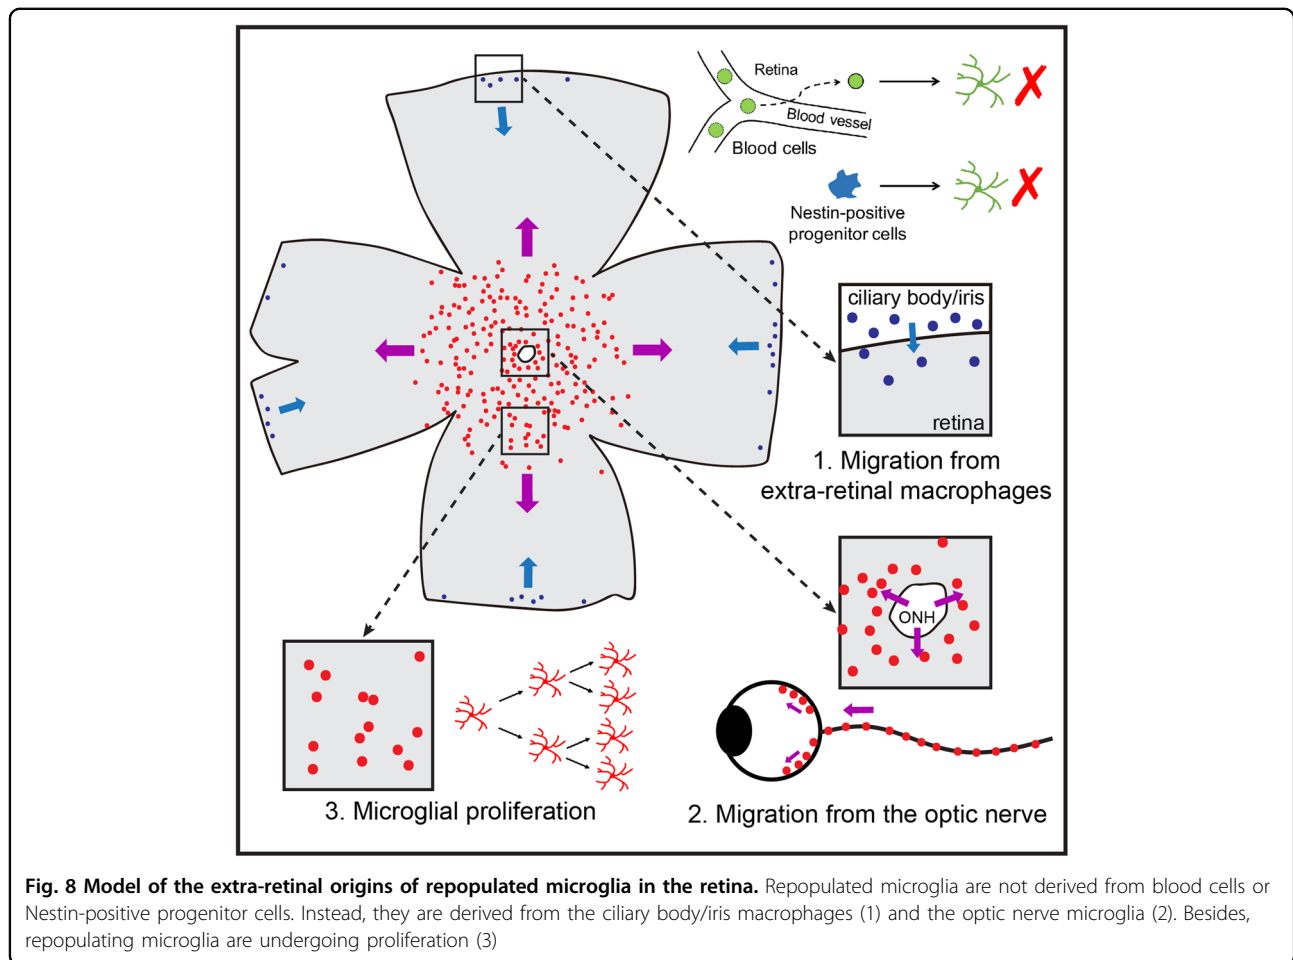 Retina
Blood vessel
Blood cells
Nestin-positive
progenitor cells
ciliary body/iris
retina
1. Migration from
extra-retinal macrophages
ONH
2. Migration from the optic nerve
3. Microglial proliferation
Fig. 8 Model of the extra-retinal origins of repopulated microglia in the retina. Repopulated microglia are not derived from blood cells or
Nestin-positive progenitor cells. Instead, they are derived from the ciliary body/iris macrophages (1) and the optic nerve microglia (2). Besides,
repopulating microglia are undergoing proliferation (3)